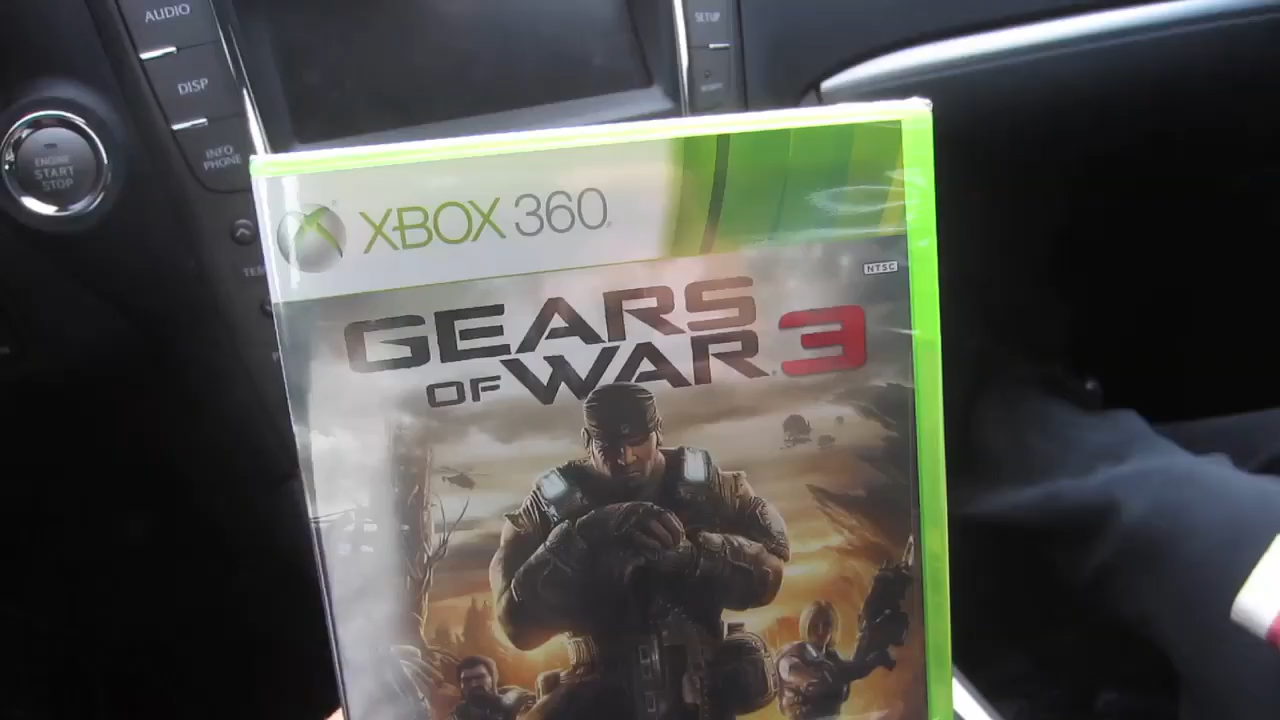 AUDIO
DISP
INFO
PHONE
ENGINE
START
STOP
SETUP
XBOX 360
NTSC
GEARS
OF WAR 3